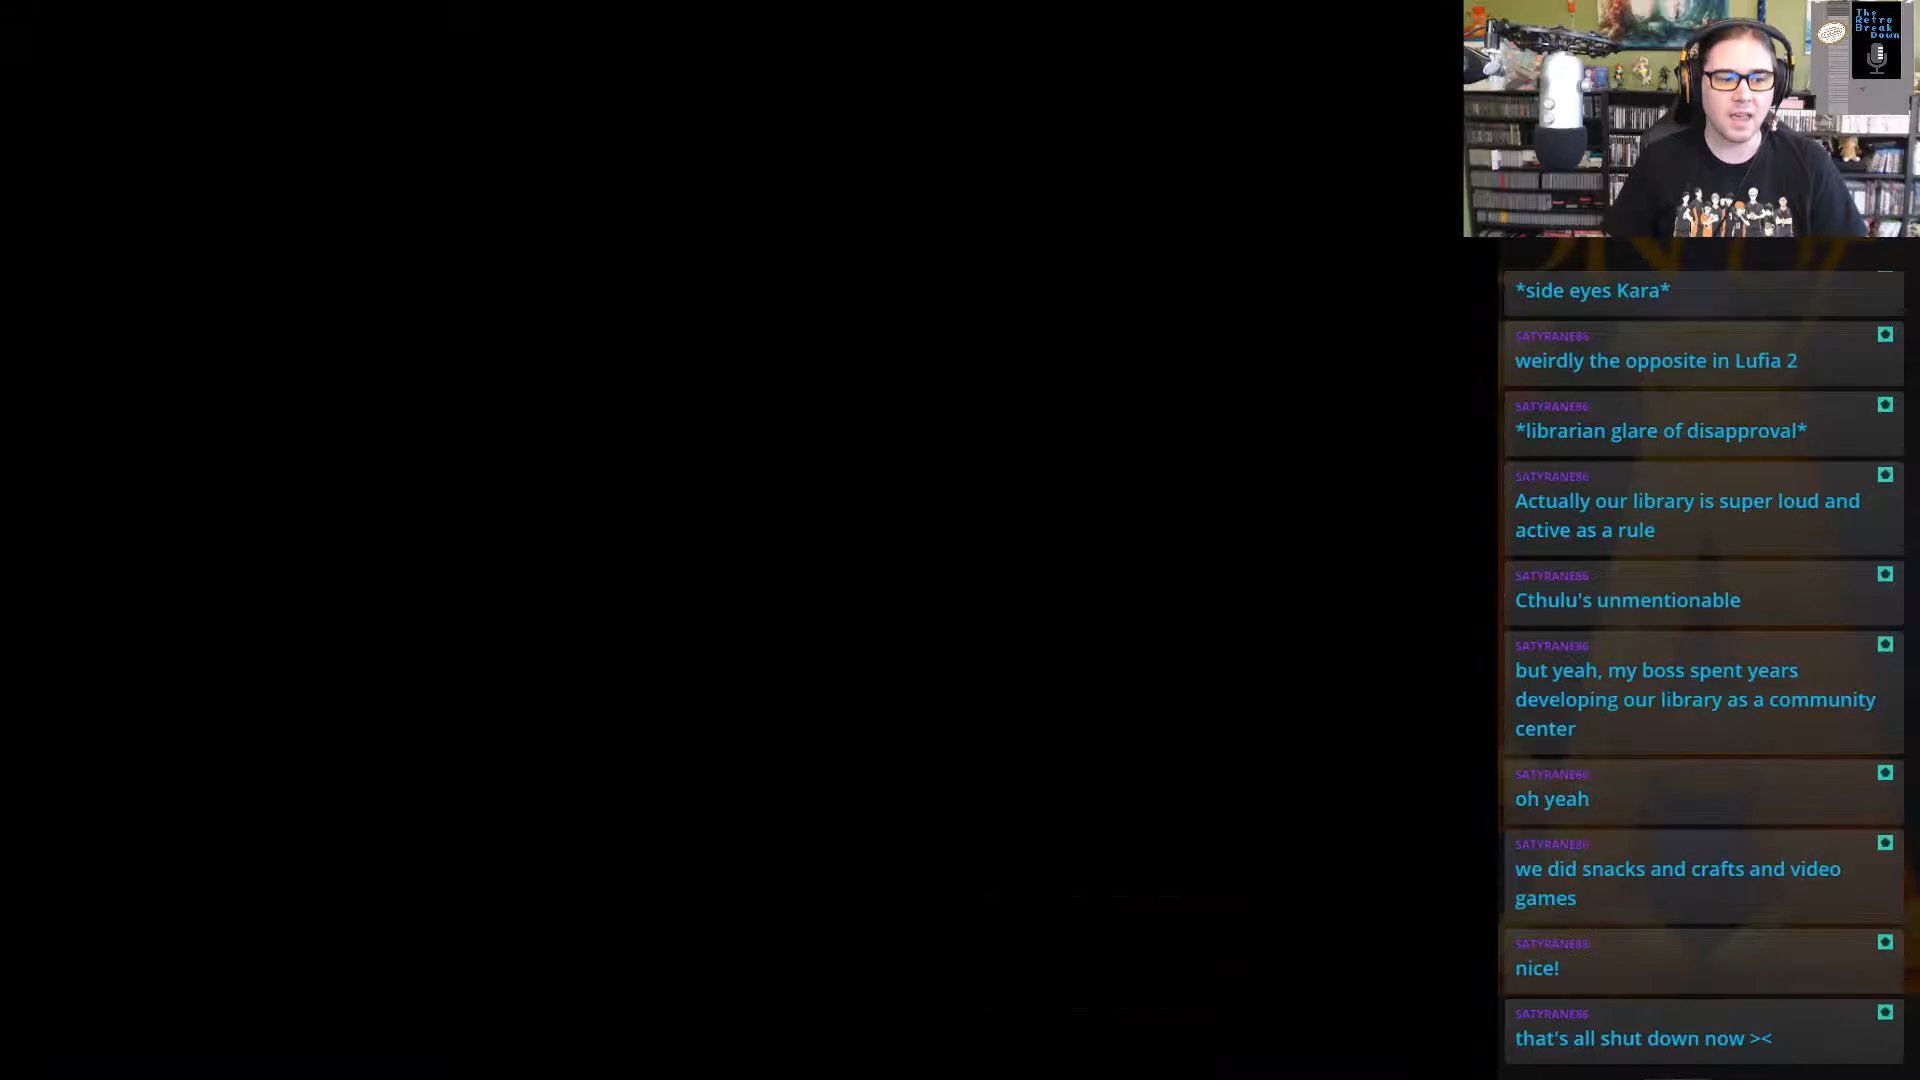 The
Retro
Break
Down
*side eyes Kara*
SATYRANE86
weirdly the opposite in Lufia 2
SATYRANE86
*librarian glare of disapproval*
SATYRANE86
Actually our library is super loud and
active as a rule
SATYRANE86
Cthulu's unmentionable
SATYRANE86
but yeah, my boss spent years
developing our library as a community
center
SATYRANE86
oh yeah
SATYRANE86
we did snacks and crafts and video
games
SATYRANE86
nice!
SATYRANE86
that's all shut down now ><